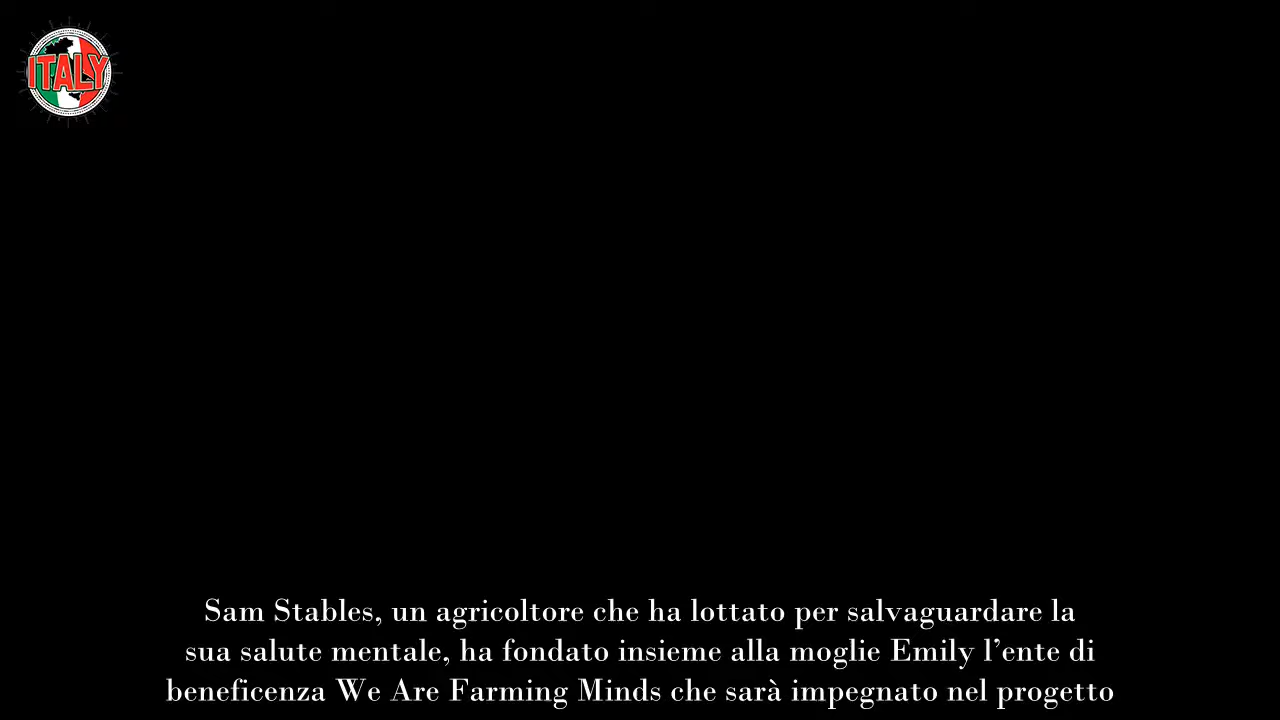 ITALY
Sam Stables, un agricoltore che ha lottato per salvaguardare la
sua salute mentale, ha fondato insieme alla moglie Emily l’ente di
beneficenza We Are Farming Minds che sarà impegnato nel progetto